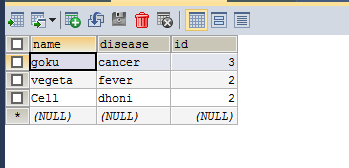 name disease id
goku cancer 3
vegeta fever 2
Cell dhoni 2
* (NULL) (NULL) (NULL)